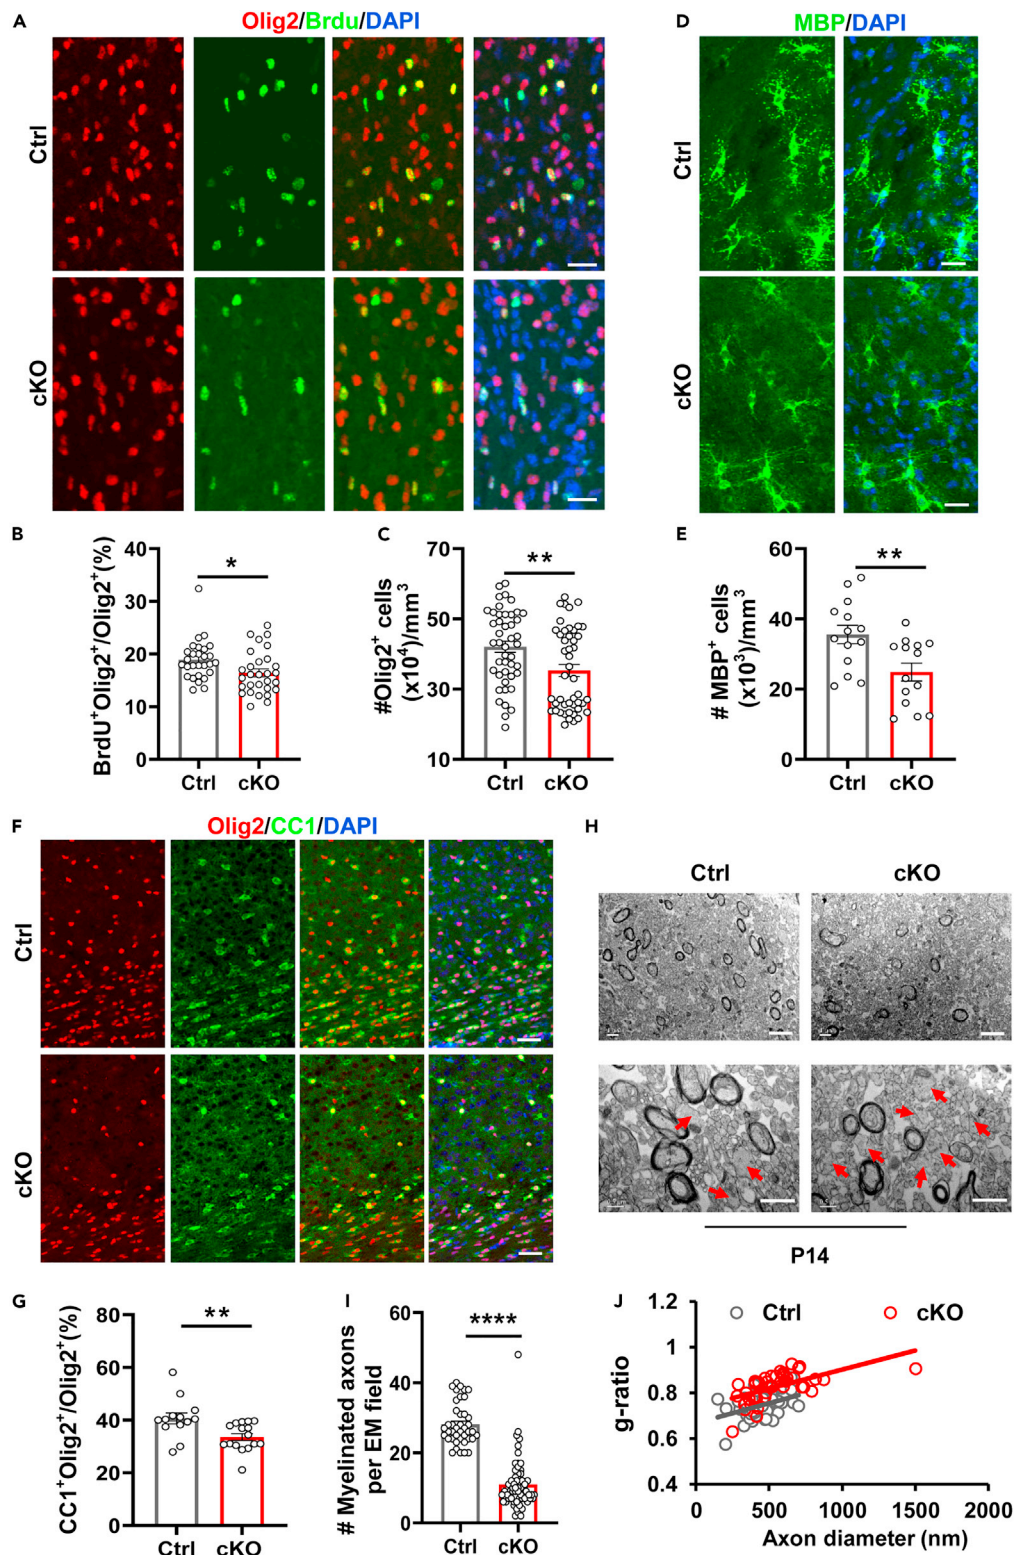 A
Olig2/Brdu/DAPI
D
MBP/DAPI
Ctrl
Ctrl
cKO
cKO
B
C
E
BrdU+Olig2+/Olig2+(%)
40
30
20
10
0
*
Ctrl
cKO
#Olig2+ cells
(x10⁴)/mm³
70
50
30
10
**
Ctrl
cKO
# MBP+ cells
(x10³)/mm³
60
40
20
0
**
Ctrl
cKO
F
Olig2/CC1/DAPI
H
Ctrl
cKO
Ctrl
cKO
P14
G
CC1+Olig2+/Olig2+(%)
80
60
40
20
0
**
Ctrl
cKO
I
# Myelinated axons
per EM field
60
40
20
0
****
Ctrl
cKO
J
g-ratio
1.2
1
0.8
0.6
0.4
Ctrl
cKO
0 500 1000 1500 2000
Axon diameter (nm)